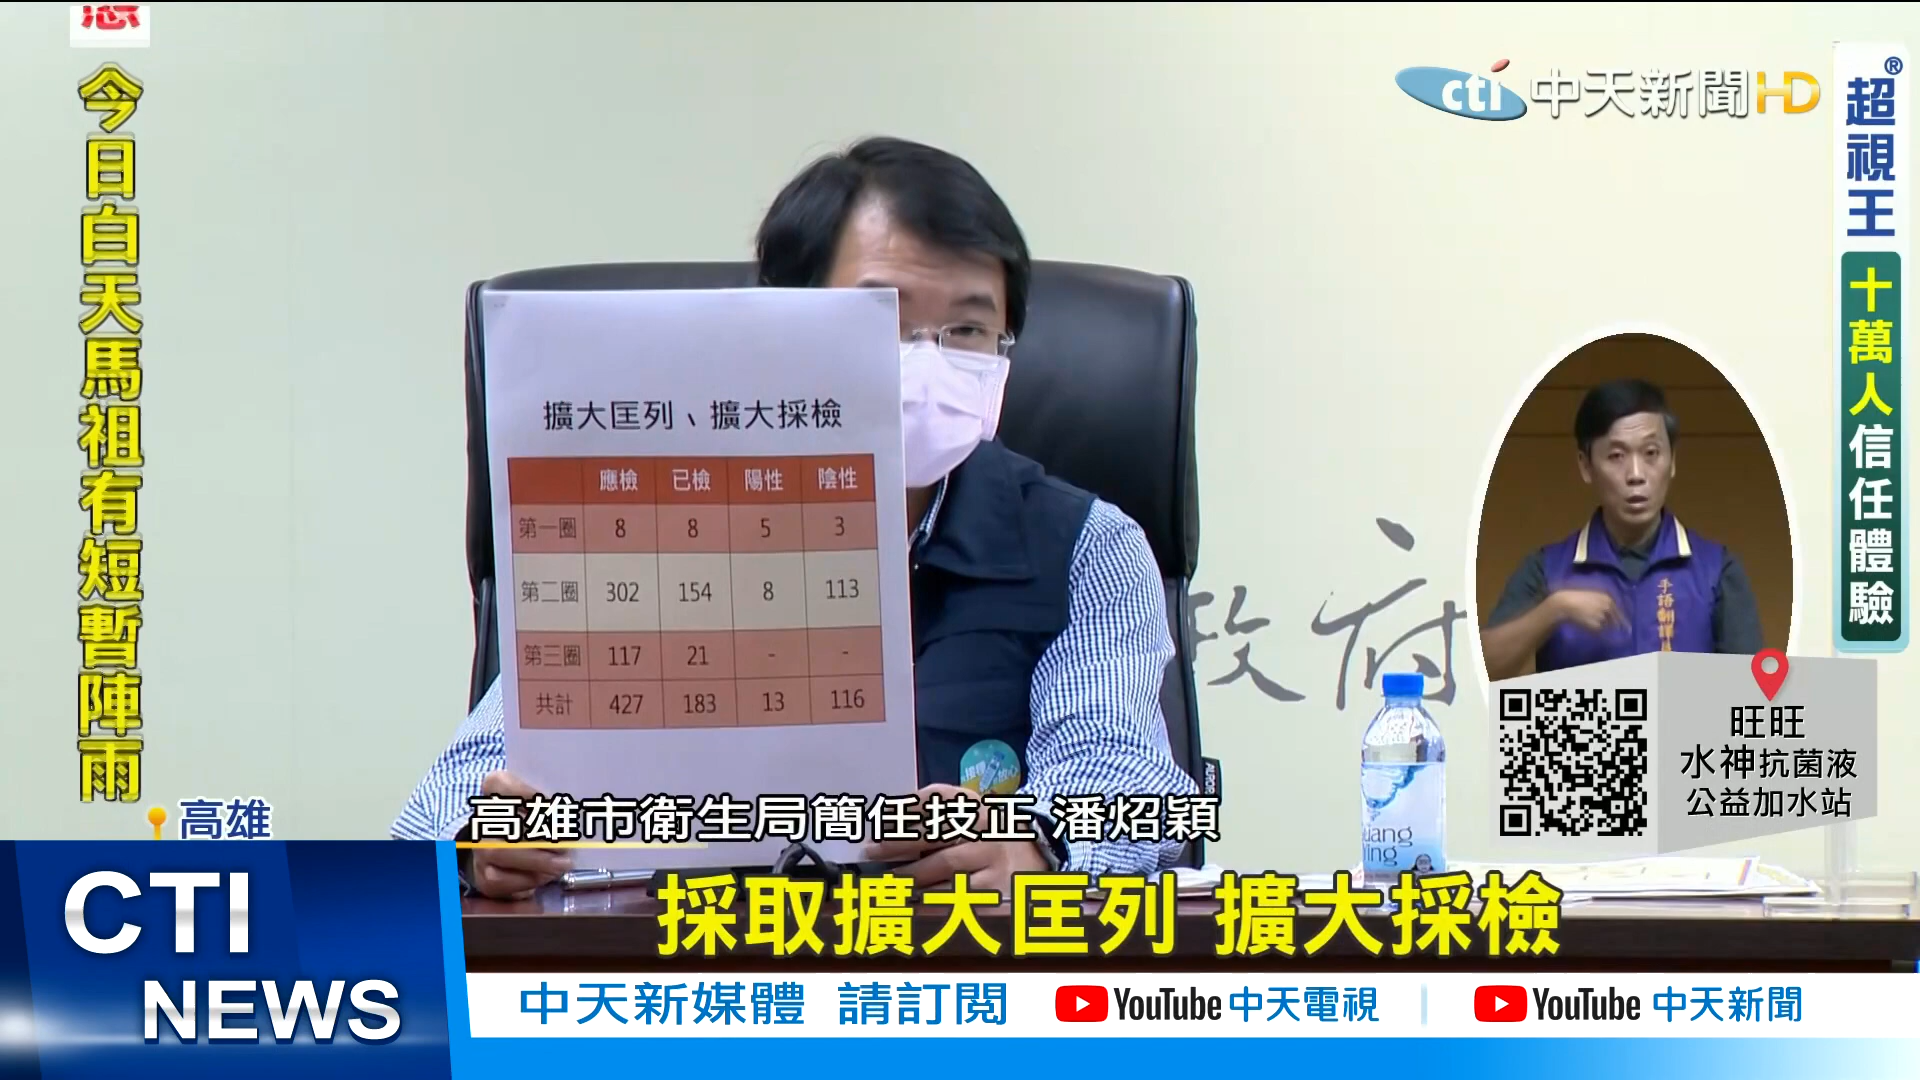 今日白天馬祖有短暫陣雨
cti 中天新聞HD
超視王®
十萬人信任體驗
擴大匡列、擴大採檢
應檢 已檢 陽性 陰性
第一圈 8 8 5 3
第二圈 302 154 8 113
第三圈 117 21 - -
共計 427 183 13 116
政府
手語翻譯
旺旺
水神抗菌液
公益加水站
高雄
高雄市衛生局簡任技正 潘炤穎
採取擴大匡列 擴大採檢
CTI
NEWS
中天新媒體 請訂閱 YouTube 中天電視 | YouTube 中天新聞